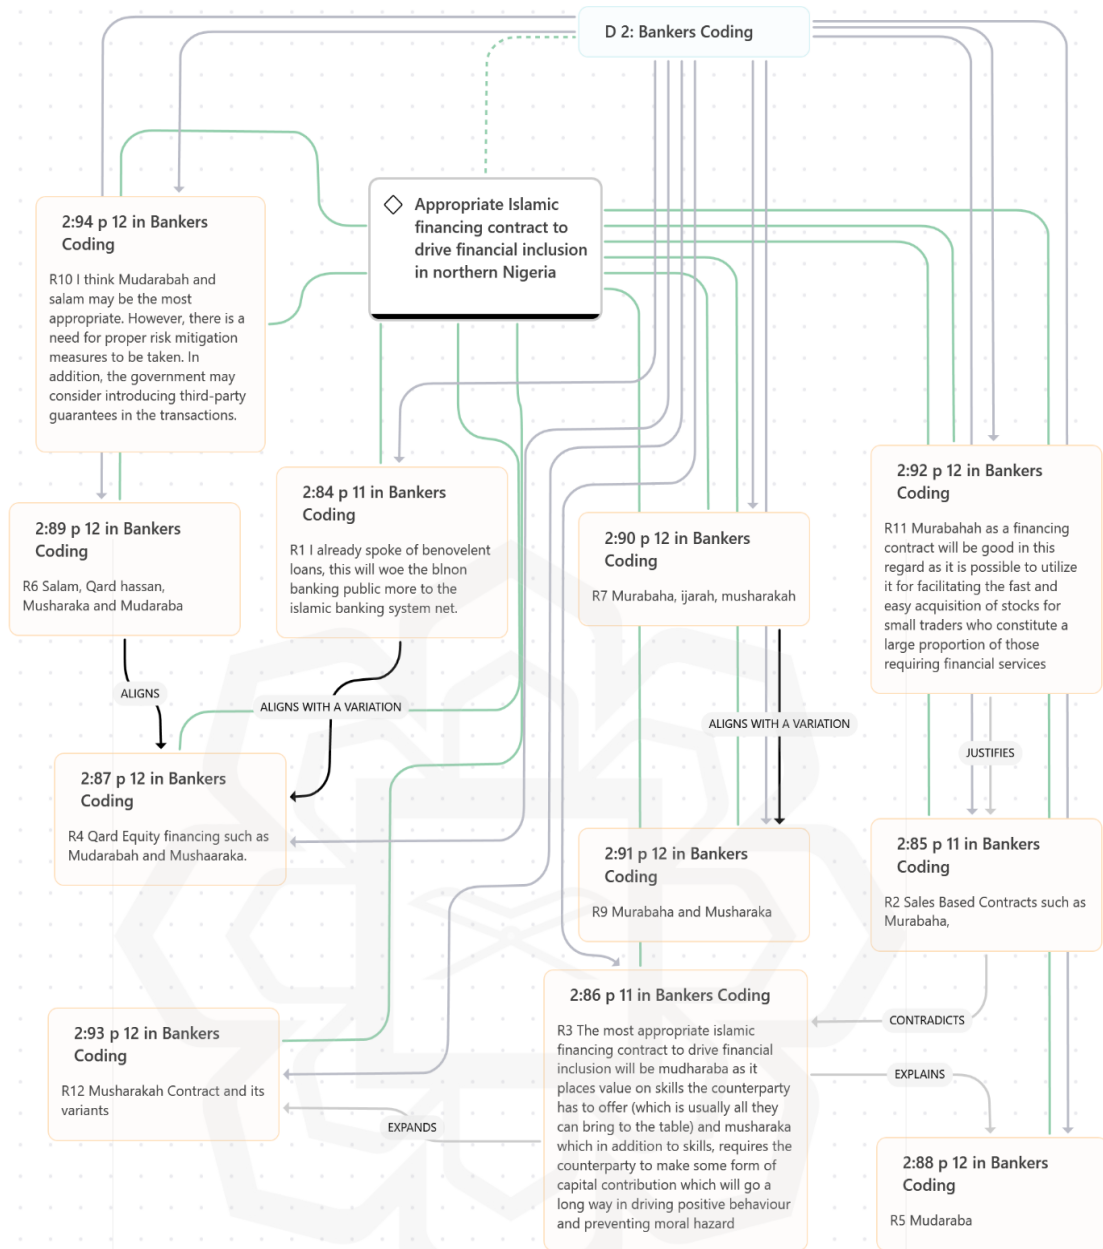 D 2: Bankers Coding
Appropriate Islamic
financing contract to
drive financial inclusion
in northern Nigeria
2:94 p 12 in Bankers
Coding
R10 I think Mudarabah and
salam may be the most
appropriate. However, there is a
need for proper risk mitigation
measures to be taken. In
addition, the government may
consider introducing third-party
guarantees in the transactions.
2:89 p 12 in Bankers
Coding
R6 Salam, Qard hassan,
Musharaka and Mudaraba
2:84 p 11 in Bankers
Coding
R1 I already spoke of benovelent
loans, this will woe the blnon
banking public more to the
islamic banking system net.
2:90 p 12 in Bankers
Coding
R7 Murabaha, ijarah, musharakah
2:92 p 12 in Bankers
Coding
R11 Murabahah as a financing
contract will be good in this
regard as it is possible to utilize
it for facilitating the fast and
easy acquisition of stocks for
small traders who constitute a
large proportion of those
requiring financial services
ALIGNS
ALIGNS WITH A VARIATION
ALIGNS WITH A VARIATION
JUSTIFIES
2:87 p 12 in Bankers
Coding
R4 Qard Equity financing such as
Mudarabah and Mushaaraka.
2:91 p 12 in Bankers
Coding
R9 Murabaha and Musharaka
2:85 p 11 in Bankers
Coding
R2 Sales Based Contracts such as
Murabaha,
2:93 p 12 in Bankers
Coding
R12 Musharakah Contract and its
variants
2:86 p 11 in Bankers Coding
R3 The most appropriate islamic
financing contract to drive financial
inclusion will be mudharaba as it
places value on skills the counterparty
has to offer (which is usually all they
can bring to the table) and musharaka
which in addition to skills, requires the
counterparty to make some form of
capital contribution which will go a
long way in driving positive behaviour
and preventing moral hazard
CONTRADICTS
EXPLAINS
EXPANDS
2:88 p 12 in Bankers
Coding
R5 Mudaraba